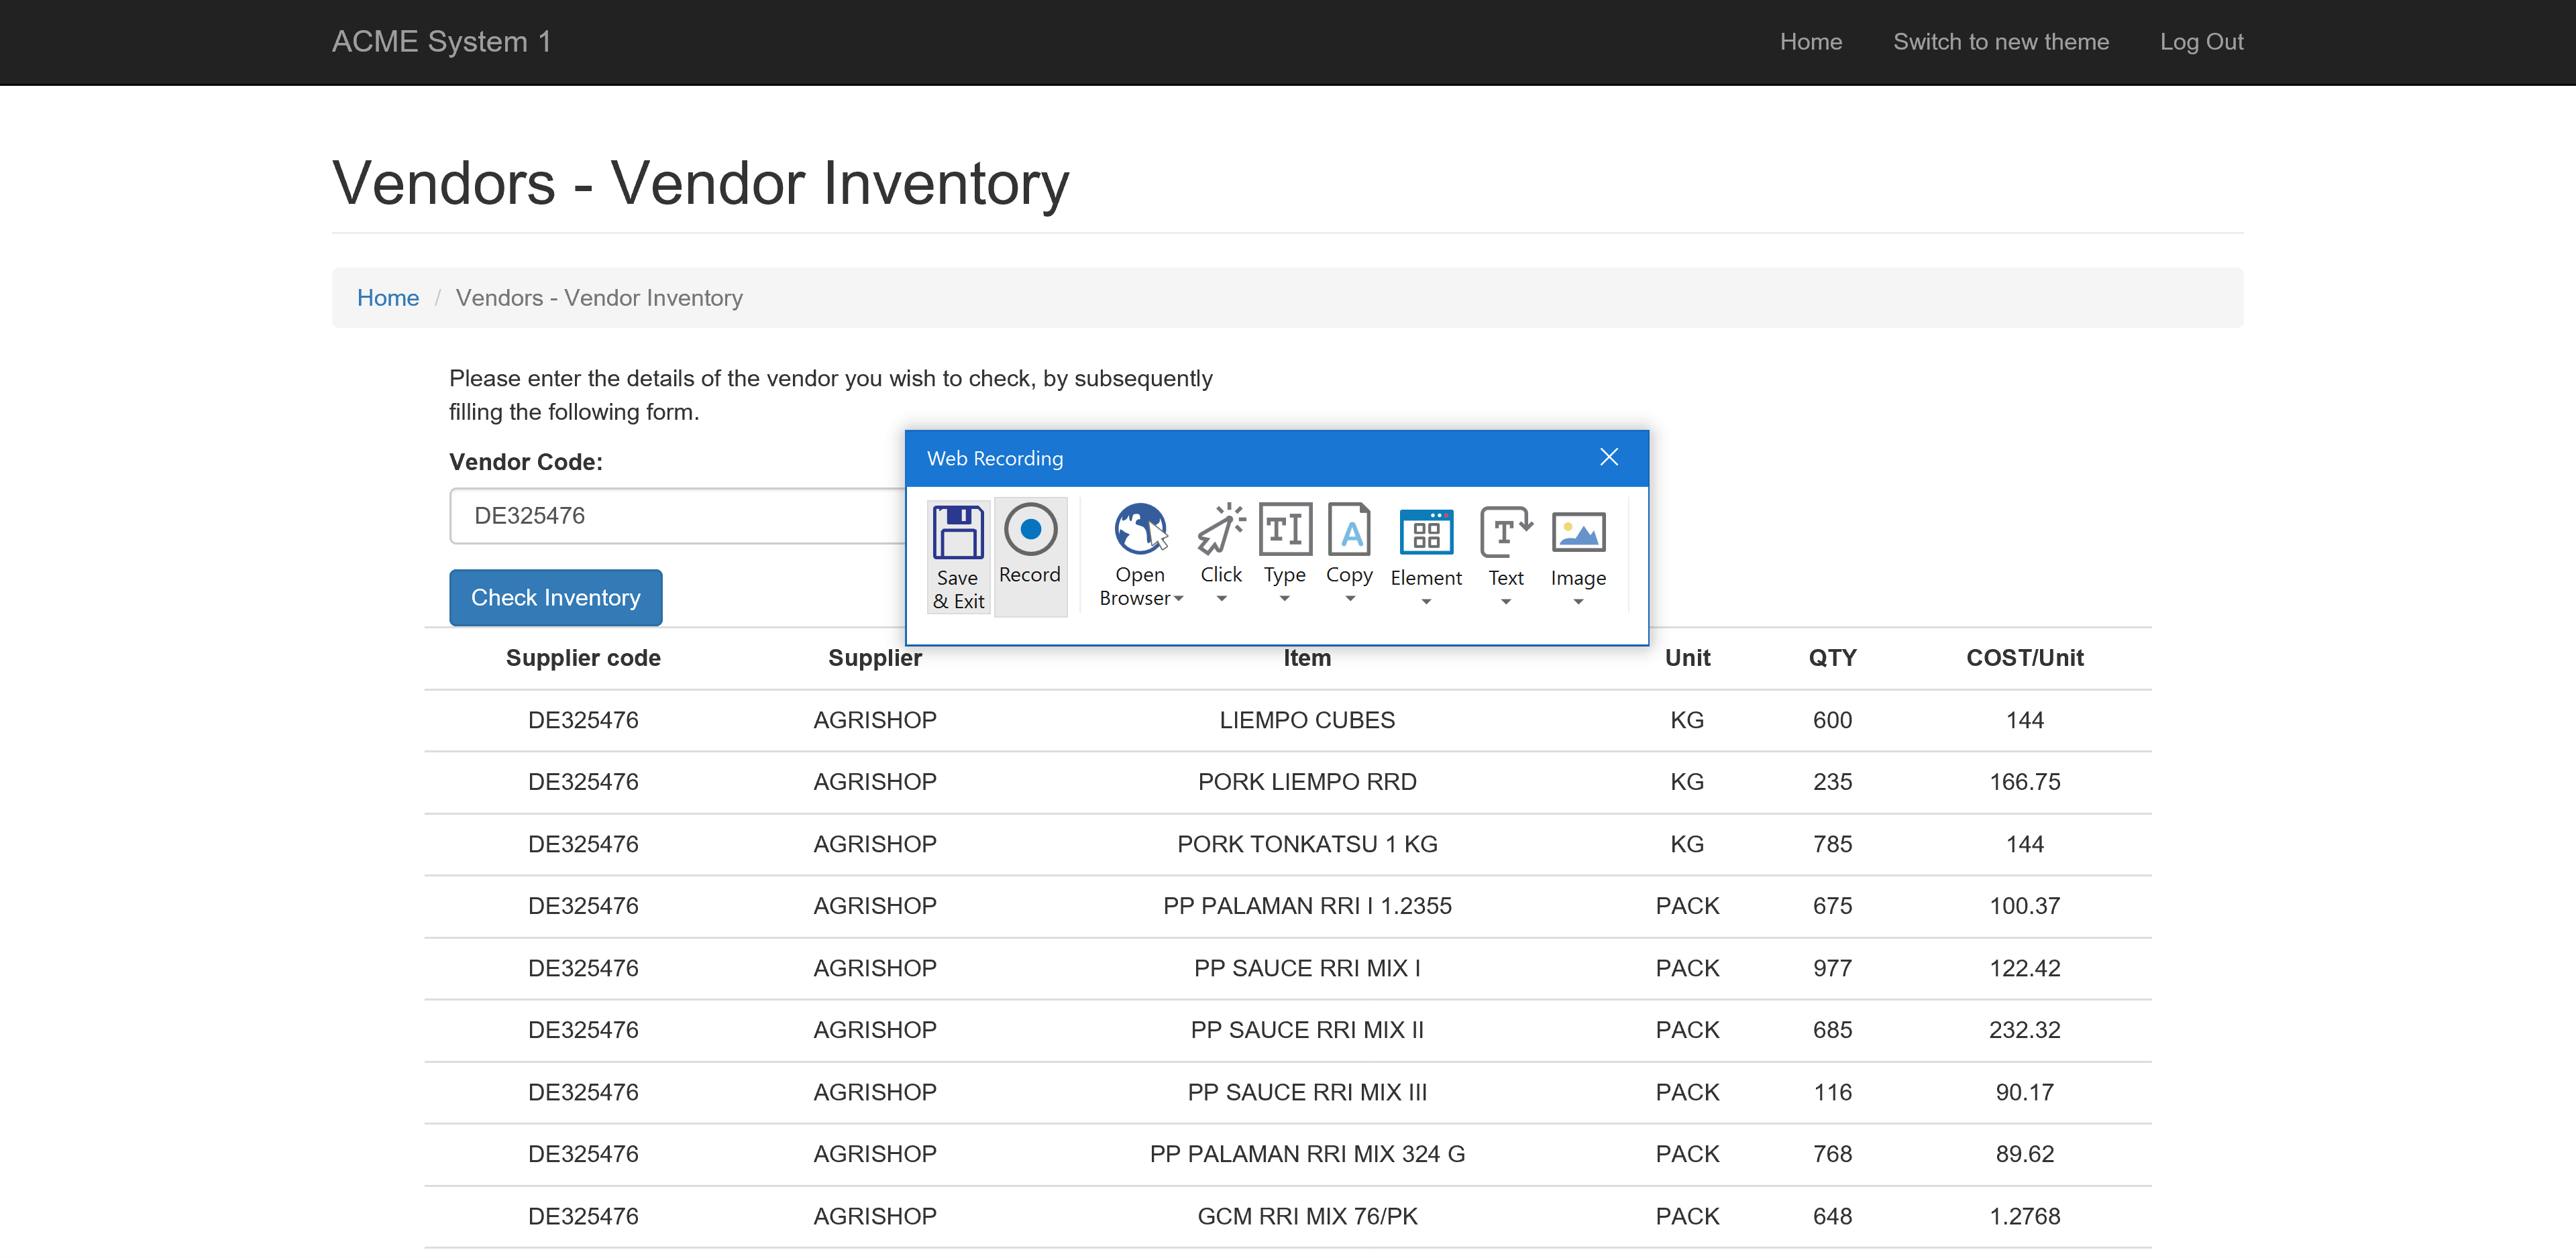 ACME System 1 Home Switch to new theme Log Out
Vendors - Vendor Inventory
Home / Vendors - Vendor Inventory
Please enter the details of the vendor you wish to check, by subsequently
filling the following form.
Vendor Code:
DE325476
Check Inventory
Web Recording
Save
& Exit
Record
Open
Browser
Click
Type
Copy
Element
Text
Image
Supplier code Supplier Item Unit QTY COST/Unit
DE325476 AGRISHOP LIEMPO CUBES KG 600 144
DE325476 AGRISHOP PORK LIEMPO RRD KG 235 166.75
DE325476 AGRISHOP PORK TONKATSU 1 KG KG 785 144
DE325476 AGRISHOP PP PALAMAN RRI I 1.2355 PACK 675 100.37
DE325476 AGRISHOP PP SAUCE RRI MIX I PACK 977 122.42
DE325476 AGRISHOP PP SAUCE RRI MIX II PACK 685 232.32
DE325476 AGRISHOP PP SAUCE RRI MIX III PACK 116 90.17
DE325476 AGRISHOP PP PALAMAN RRI MIX 324 G PACK 768 89.62
DE325476 AGRISHOP GCM RRI MIX 76/PK PACK 648 1.2768